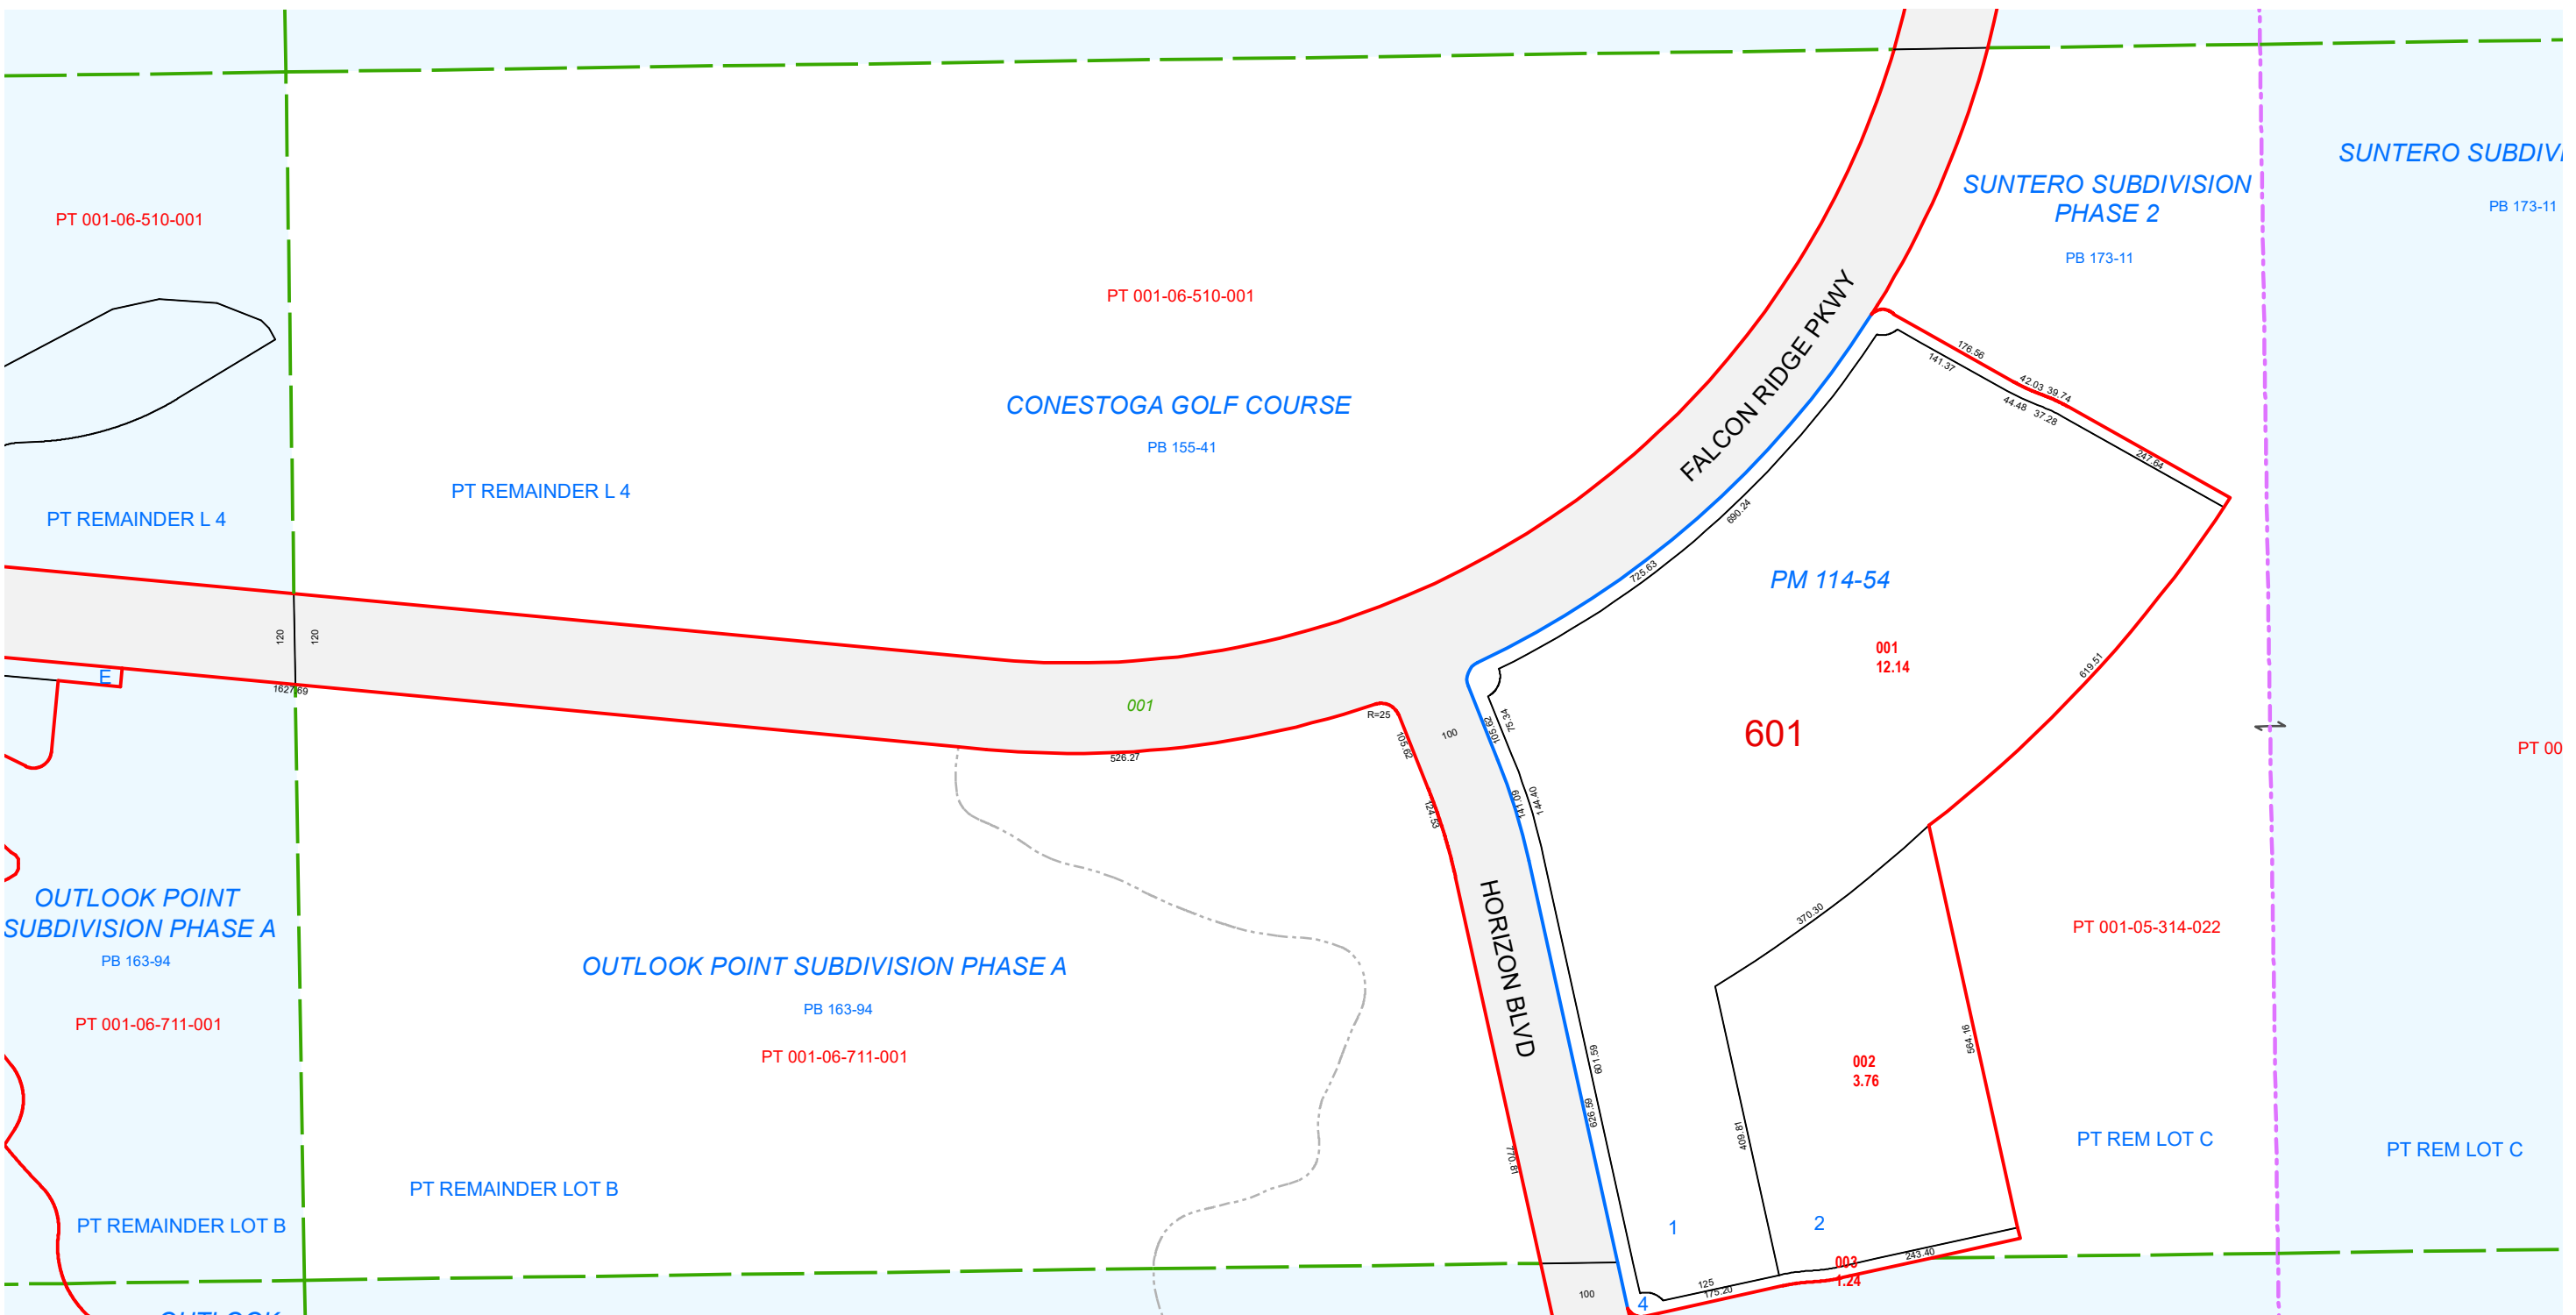 SUNTERO SUBDIVI
PB 173-11
SUNTERO SUBDIVISION
PHASE 2
PB 173-11
PT 001-06-510-001
PT 001-06-510-001
CONESTOGA GOLF COURSE
PB 155-41
PT REMAINDER L 4
PT REMAINDER L 4
FALCON RIDGE PKWY
176.56
141.37
42.03
39.74
44.48
37.28
247.64
690.24
725.63
PM 114-54
001
12.14
601
619.51
120
120
E
1627.69
001
526.27
R=25
105.62
100
105.62
75.34
124.53
141.09
144.40
1
PT 00
OUTLOOK POINT
SUBDIVISION PHASE A
PB 163-94
PT 001-06-711-001
OUTLOOK POINT SUBDIVISION PHASE A
PB 163-94
PT 001-06-711-001
HORIZON BLVD
370.30
PT 001-05-314-022
601.59
626.59
564.16
002
3.76
409.81
770.81
PT REM LOT C
PT REM LOT C
PT REMAINDER LOT B
PT REMAINDER LOT B
1
2
243.40
003
1.24
125
175.20
100
4
OUTLOOK